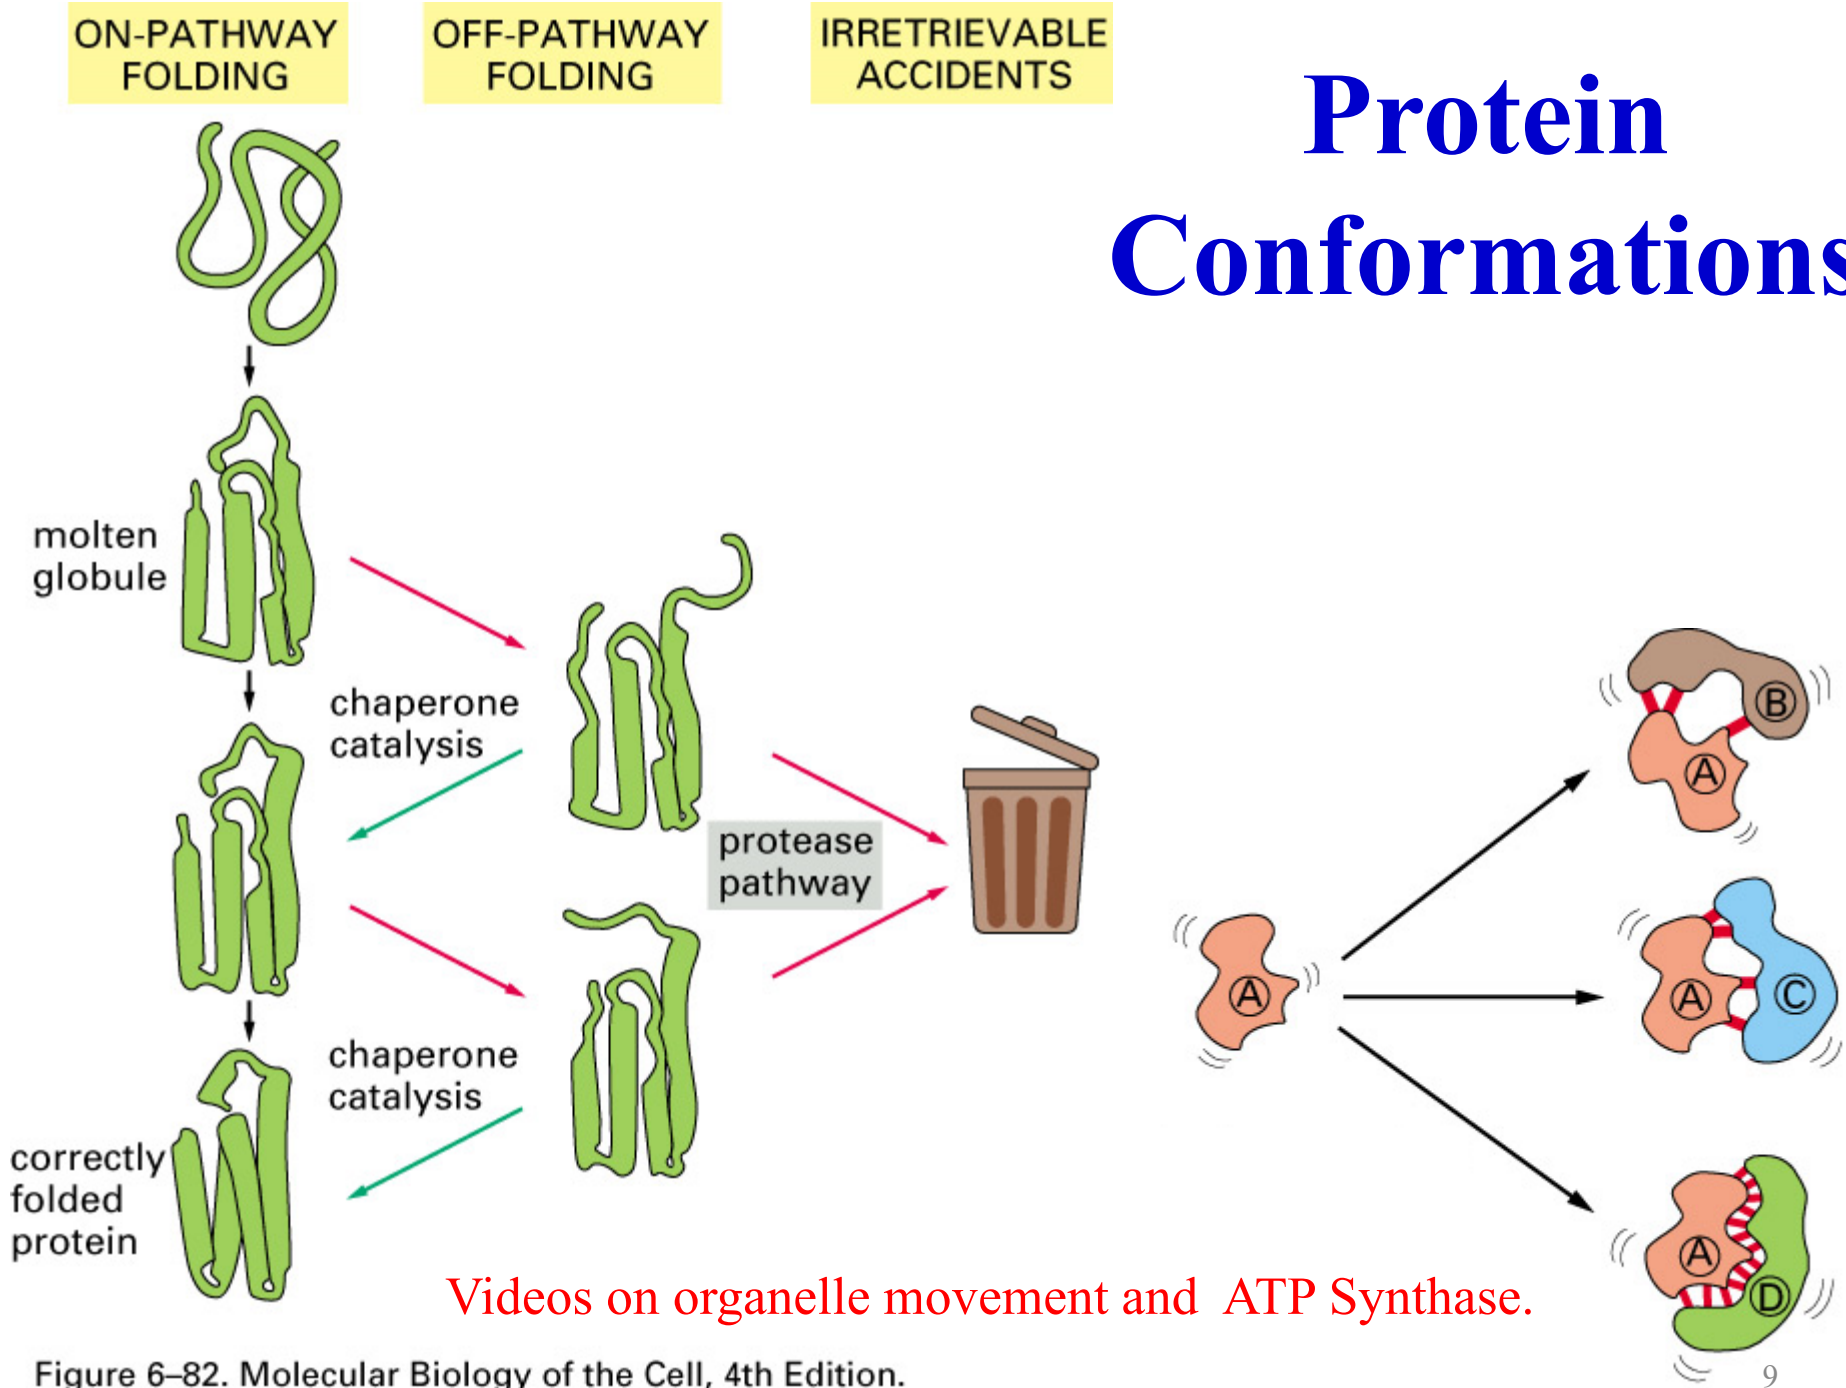 ON-PATHWAY
FOLDING
OFF-PATHWAY
FOLDING
IRRETRIEVABLE
ACCIDENTS
Protein
Conformations
molten
globule
chaperone
catalysis
protease
pathway
chaperone
catalysis
correctly
folded
protein
A
B
A
A
C
A
D
Videos on organelle movement and ATP Synthase.
Figure 6–82. Molecular Biology of the Cell, 4th Edition.
9